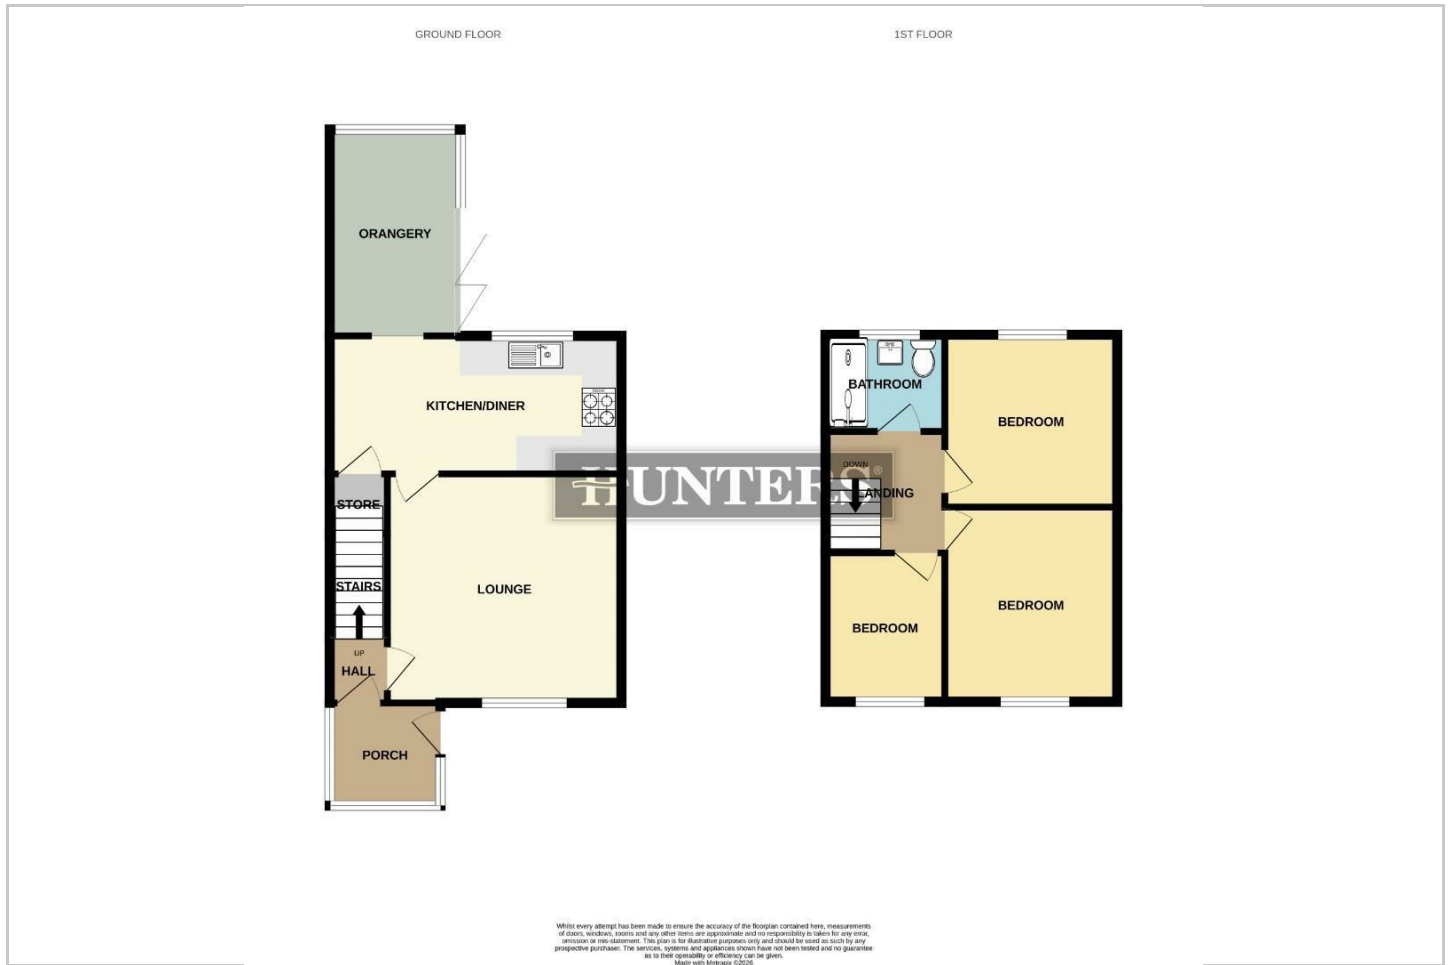 GROUND FLOOR
1ST FLOOR
ORANGERY
KITCHEN/DINER
STORE
STAIRS
LOUNGE
UP
HALL
PORCH
BATHROOM
BEDROOM
DOWN
LANDING
BEDROOM
BEDROOM
HUNTERS®
Whilst every attempt has been made to ensure the accuracy of the floorplan contained here, measurements
of doors, windows, rooms and any other items are approximate and no responsibility is taken for any error,
omission or mis-statement. This plan is for illustrative purposes only and should be used as such by any
prospective purchaser. The services, systems and appliances shown have not been tested and no guarantee
as to their operability or efficiency can be given.
Made with Metropix ©2026